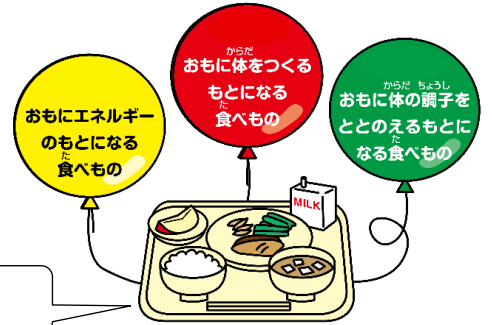 おもにエネルギー
のもとになる
た
食べもの
からだ
おもに体をつくる
もとになる
た
食べもの
からだ ちょうし
おもに体の調子を
ととのえるもとに
た
なる食べもの
MILK